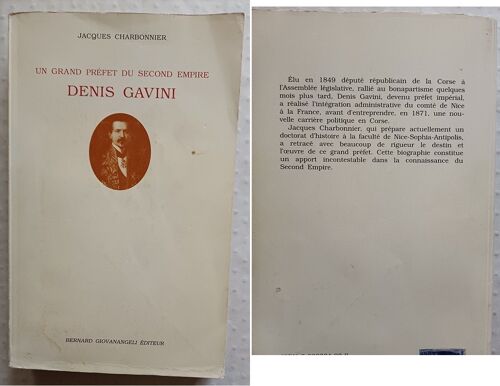 JACQUES CHARBONNIER
UN GRAND PRÉFET DU SECOND EMPIRE
DENIS GAVINI
BERNARD GIOVANANGELI ÉDITEUR
Élu en 1849 député républicain de la Corse à
l'Assemblée législative, rallié au bonapartisme quelques
mois plus tard, Denis Gavini, devenu préfet impérial,
a réalisé l'intégration administrative du comté de Nice
à la France, avant d'entreprendre, en 1871, une nou-
velle carrière politique en Corse.
Jacques Charbonnier, qui prépare actuellement un
doctorat d'histoire à la faculté de Nice-Sophia-Antipolis,
a retracé avec beaucoup de rigueur le destin et
l'œuvre de ce grand préfet. Cette biographie constitue
un apport incontestable dans la connaissance du
Second Empire.